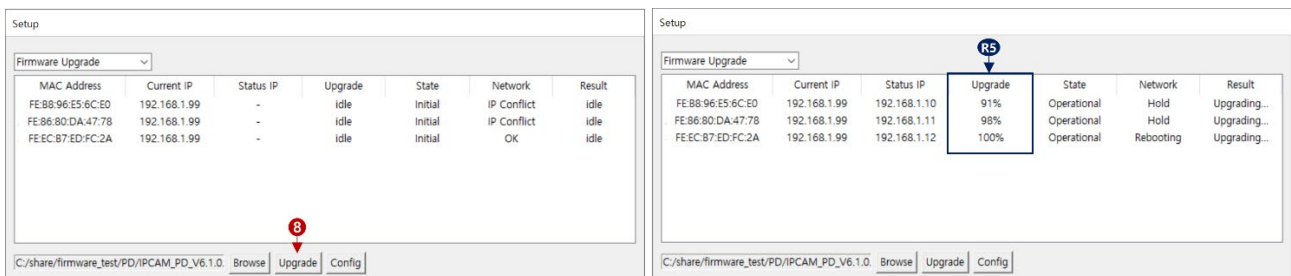 Setup
Firmware Upgrade
MAC Address Current IP Status IP Upgrade State Network Result
FE:B8:96:E5:6C:E0 192.168.1.99 - idle Initial IP Conflict idle
FE:86:80:DA:47:78 192.168.1.99 - idle Initial IP Conflict idle
FE:EC:B7:ED:FC:2A 192.168.1.99 - idle Initial OK idle
8
C:/share/firmware_test/PD/IPCAM_PD_V6.1.0. Browse Upgrade Config
Setup
R5
Firmware Upgrade
MAC Address Current IP Status IP Upgrade State Network Result
FE:B8:96:E5:6C:E0 192.168.1.99 192.168.1.10 91% Operational Hold Upgrading...
FE:86:80:DA:47:78 192.168.1.99 192.168.1.11 98% Operational Hold Upgrading...
FE:EC:B7:ED:FC:2A 192.168.1.99 192.168.1.12 100% Operational Rebooting Upgrading...
C:/share/firmware_test/PD/IPCAM_PD_V6.1.0. Browse Upgrade Config